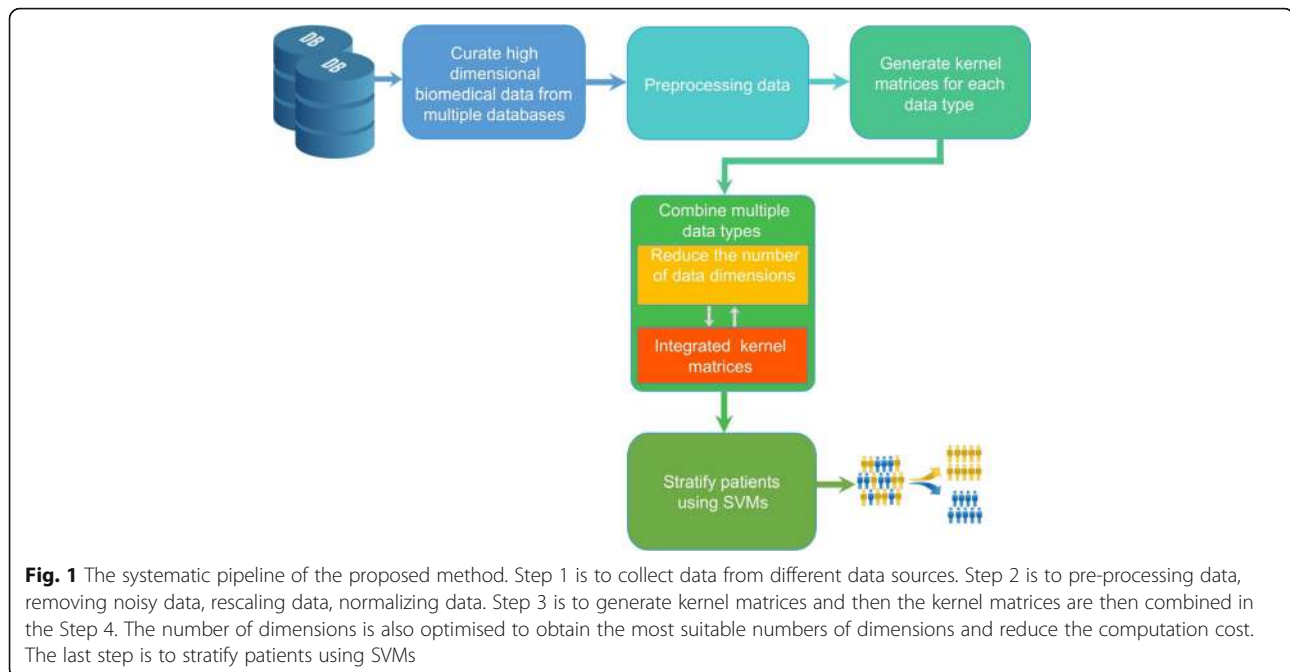 DB
DB
Curate high
dimensional
biomedical data from
multiple databases
Preprocessing data
Generate kernel
matrices for each
data type
Combine multiple
data types
Reduce the number
of data dimensions
Integrated kernel
matrices
Stratify patients
using SVMs
Fig. 1 The systematic pipeline of the proposed method. Step 1 is to collect data from different data sources. Step 2 is to pre-processing data,
removing noisy data, rescaling data, normalizing data. Step 3 is to generate kernel matrices and then the kernel matrices are then combined in
the Step 4. The number of dimensions is also optimised to obtain the most suitable numbers of dimensions and reduce the computation cost.
The last step is to stratify patients using SVMs